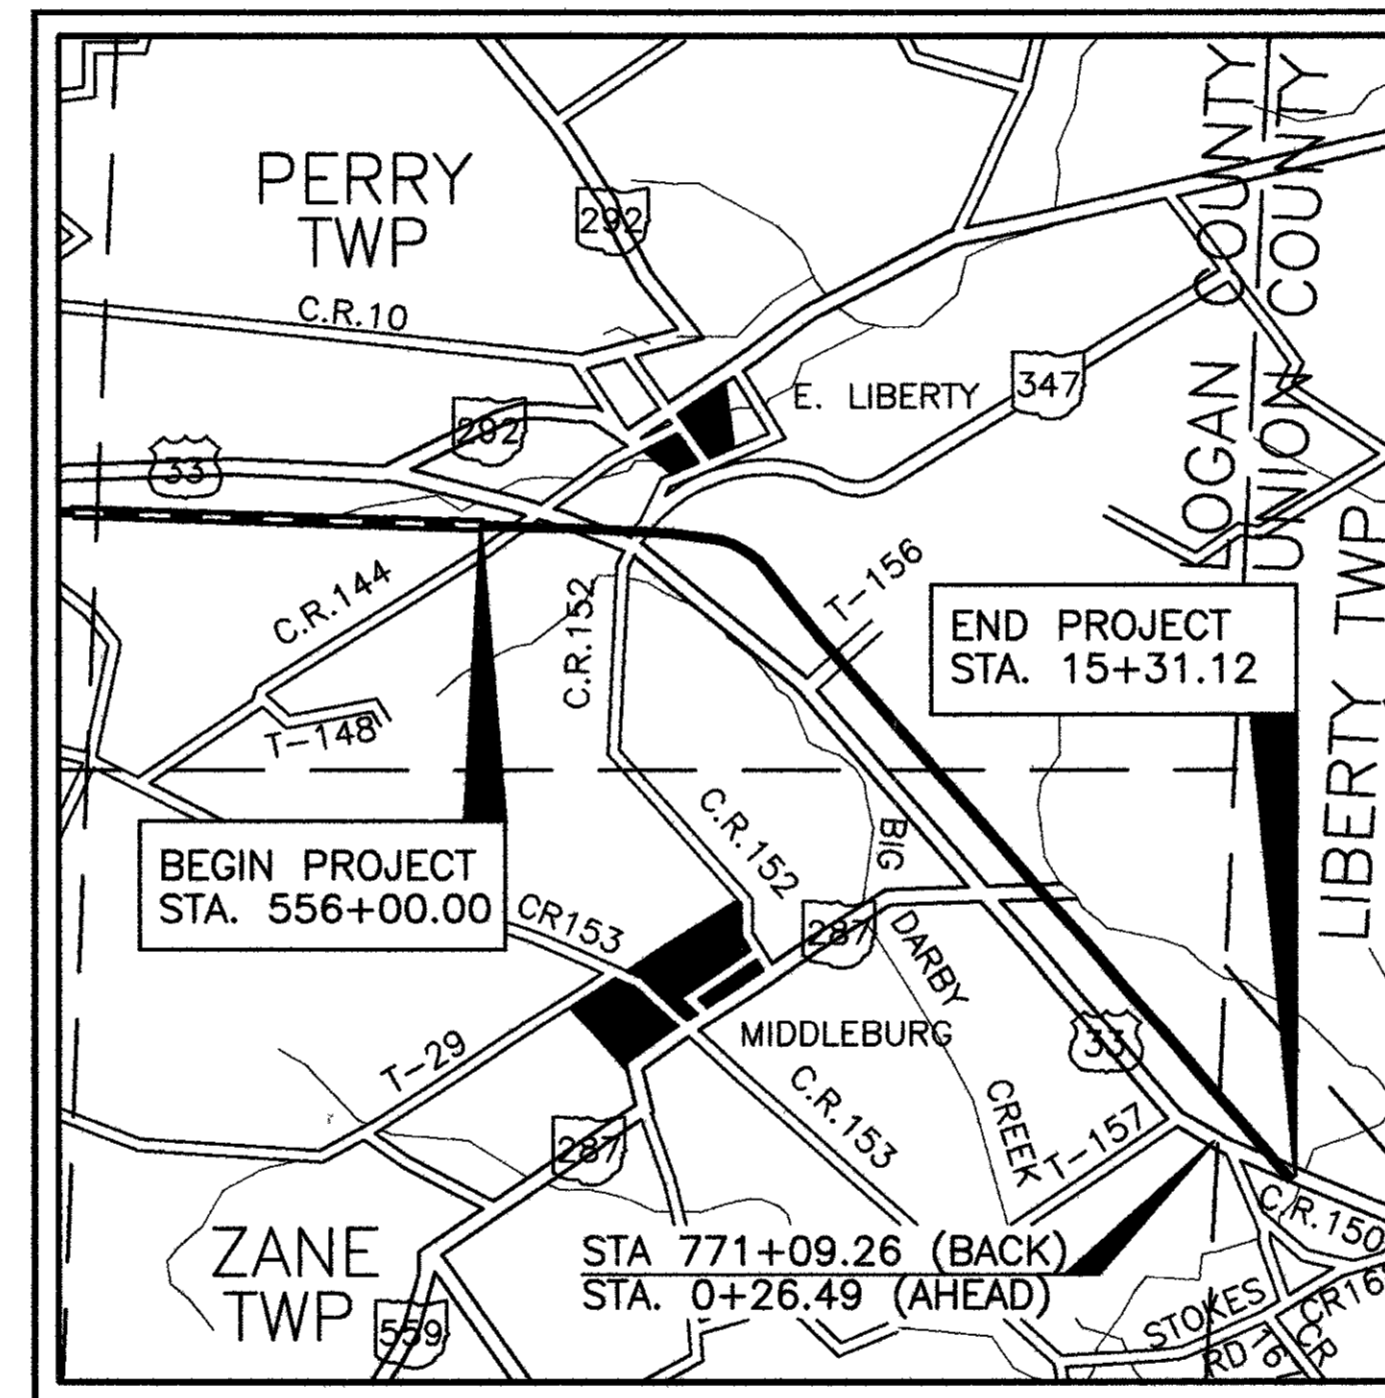 PERRY
TWP
292
C.R.10
LOGAN COUNTY
UNION COUNTY
E. LIBERTY
347
292
33
C.R.144
C.R.152
T-156
END PROJECT
STA. 15+31.12
LIBERTY TWP
T-148
BEGIN PROJECT
STA. 556+00.00
C.R.152
BIG
DARBY
CREEK
CR153
287
MIDDLEBURG
33
T-29
C.R.153
T-157
287
C.R.150
ZANE
TWP
STA 771+09.26 (BACK)
STA. 0+26.49 (AHEAD)
559
STOKES
RD
CR16
CR
167